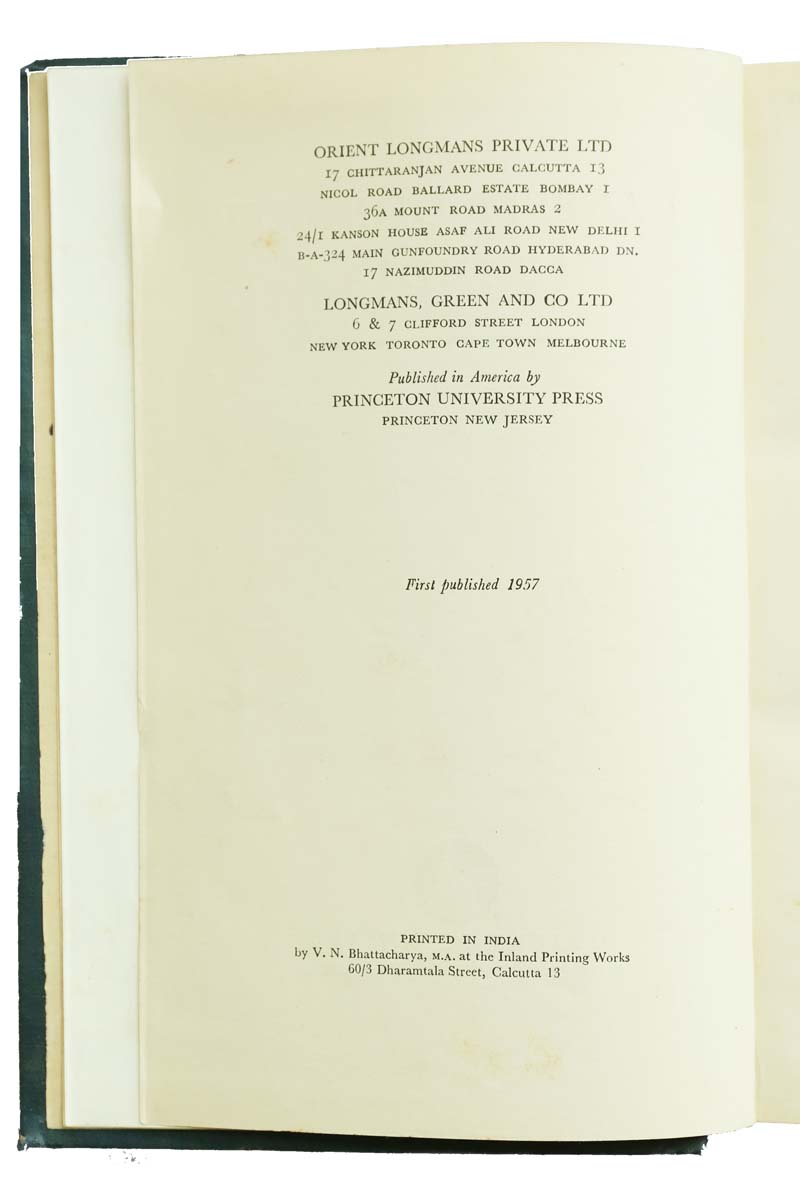 ORIENT LONGMANS PRIVATE LTD
17 CHITTARANJAN AVENUE CALCUTTA 13
NICOL ROAD BALLARD ESTATE BOMBAY 1
36A MOUNT ROAD MADRAS 2
24/1 KANSON HOUSE ASAF ALI ROAD NEW DELHI 1
B-A-324 MAIN GUNFOUNDRY ROAD HYDERABAD DN.
17 NAZIMUDDIN ROAD DACCA
LONGMANS, GREEN AND CO LTD
6 & 7 CLIFFORD STREET LONDON
NEW YORK TORONTO CAPE TOWN MELBOURNE
Published in America by
PRINCETON UNIVERSITY PRESS
PRINCETON NEW JERSEY
First published 1957
PRINTED IN INDIA
by V. N. Bhattacharya, M.A. at the Inland Printing Works
60/3 Dharamtala Street, Calcutta 13